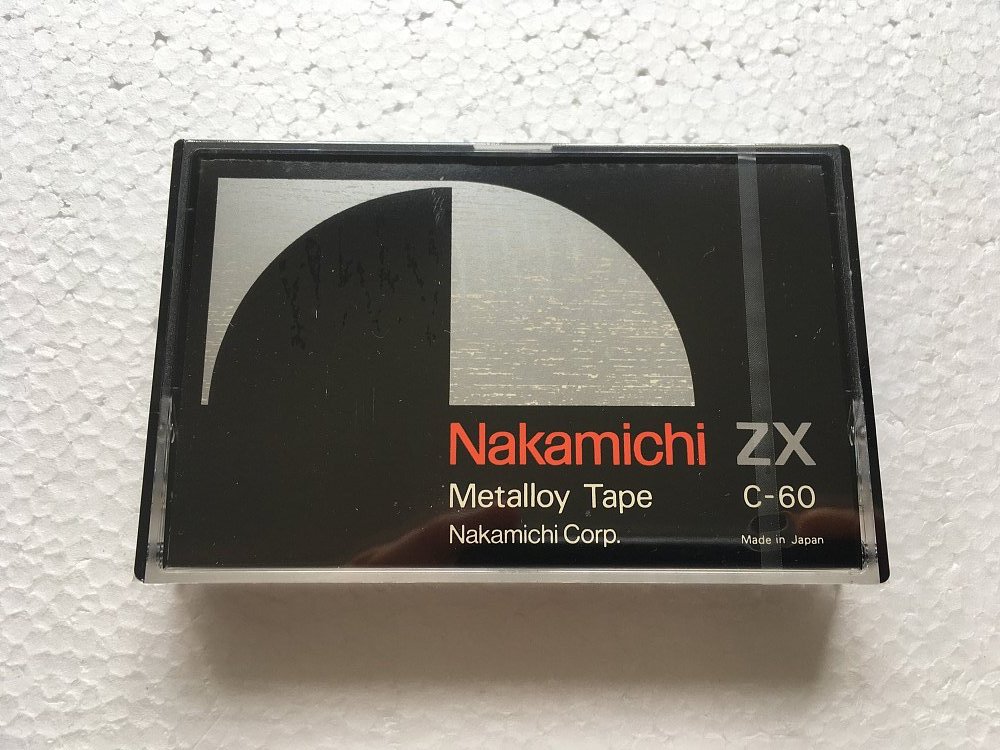 Nakamichi ZX
Metalloy Tape C-60
Nakamichi Corp. Made in Japan